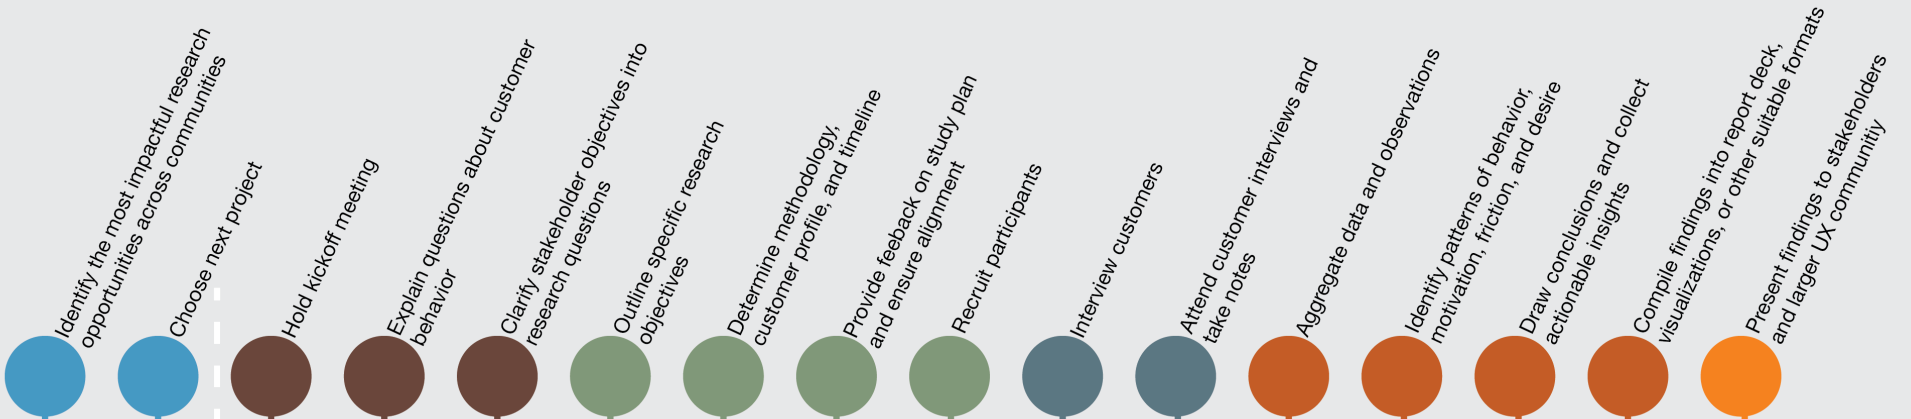 Identify the most impactful research
opportunities across communities
Choose next project
Hold kickoff meeting
Explain questions about customer
behavior
Clarify stakeholder objectives into
research questions
Outline specific research
objectives
Determine methodology,
customer profile, and timeline
Provide feeback on study plan
and ensure alignment
Recruit participants
Interview customers
Attend customer interviews and
take notes
Aggregate data and observations
Identify patterns of behavior,
motivation, friction, and desire
Draw conclusions and collect
actionable insights
Compile findings into report deck,
visualizations, or other suitable formats
Present findings to stakeholders
and larger UX communitiy